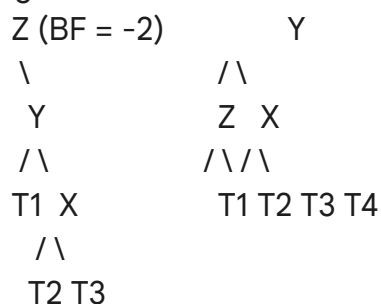 Z (BF = -2)          Y
 \                 / \
  Y               Z   X
 / \             / \ / \
T1  X             T1 T2 T3 T4
   / \
  T2 T3